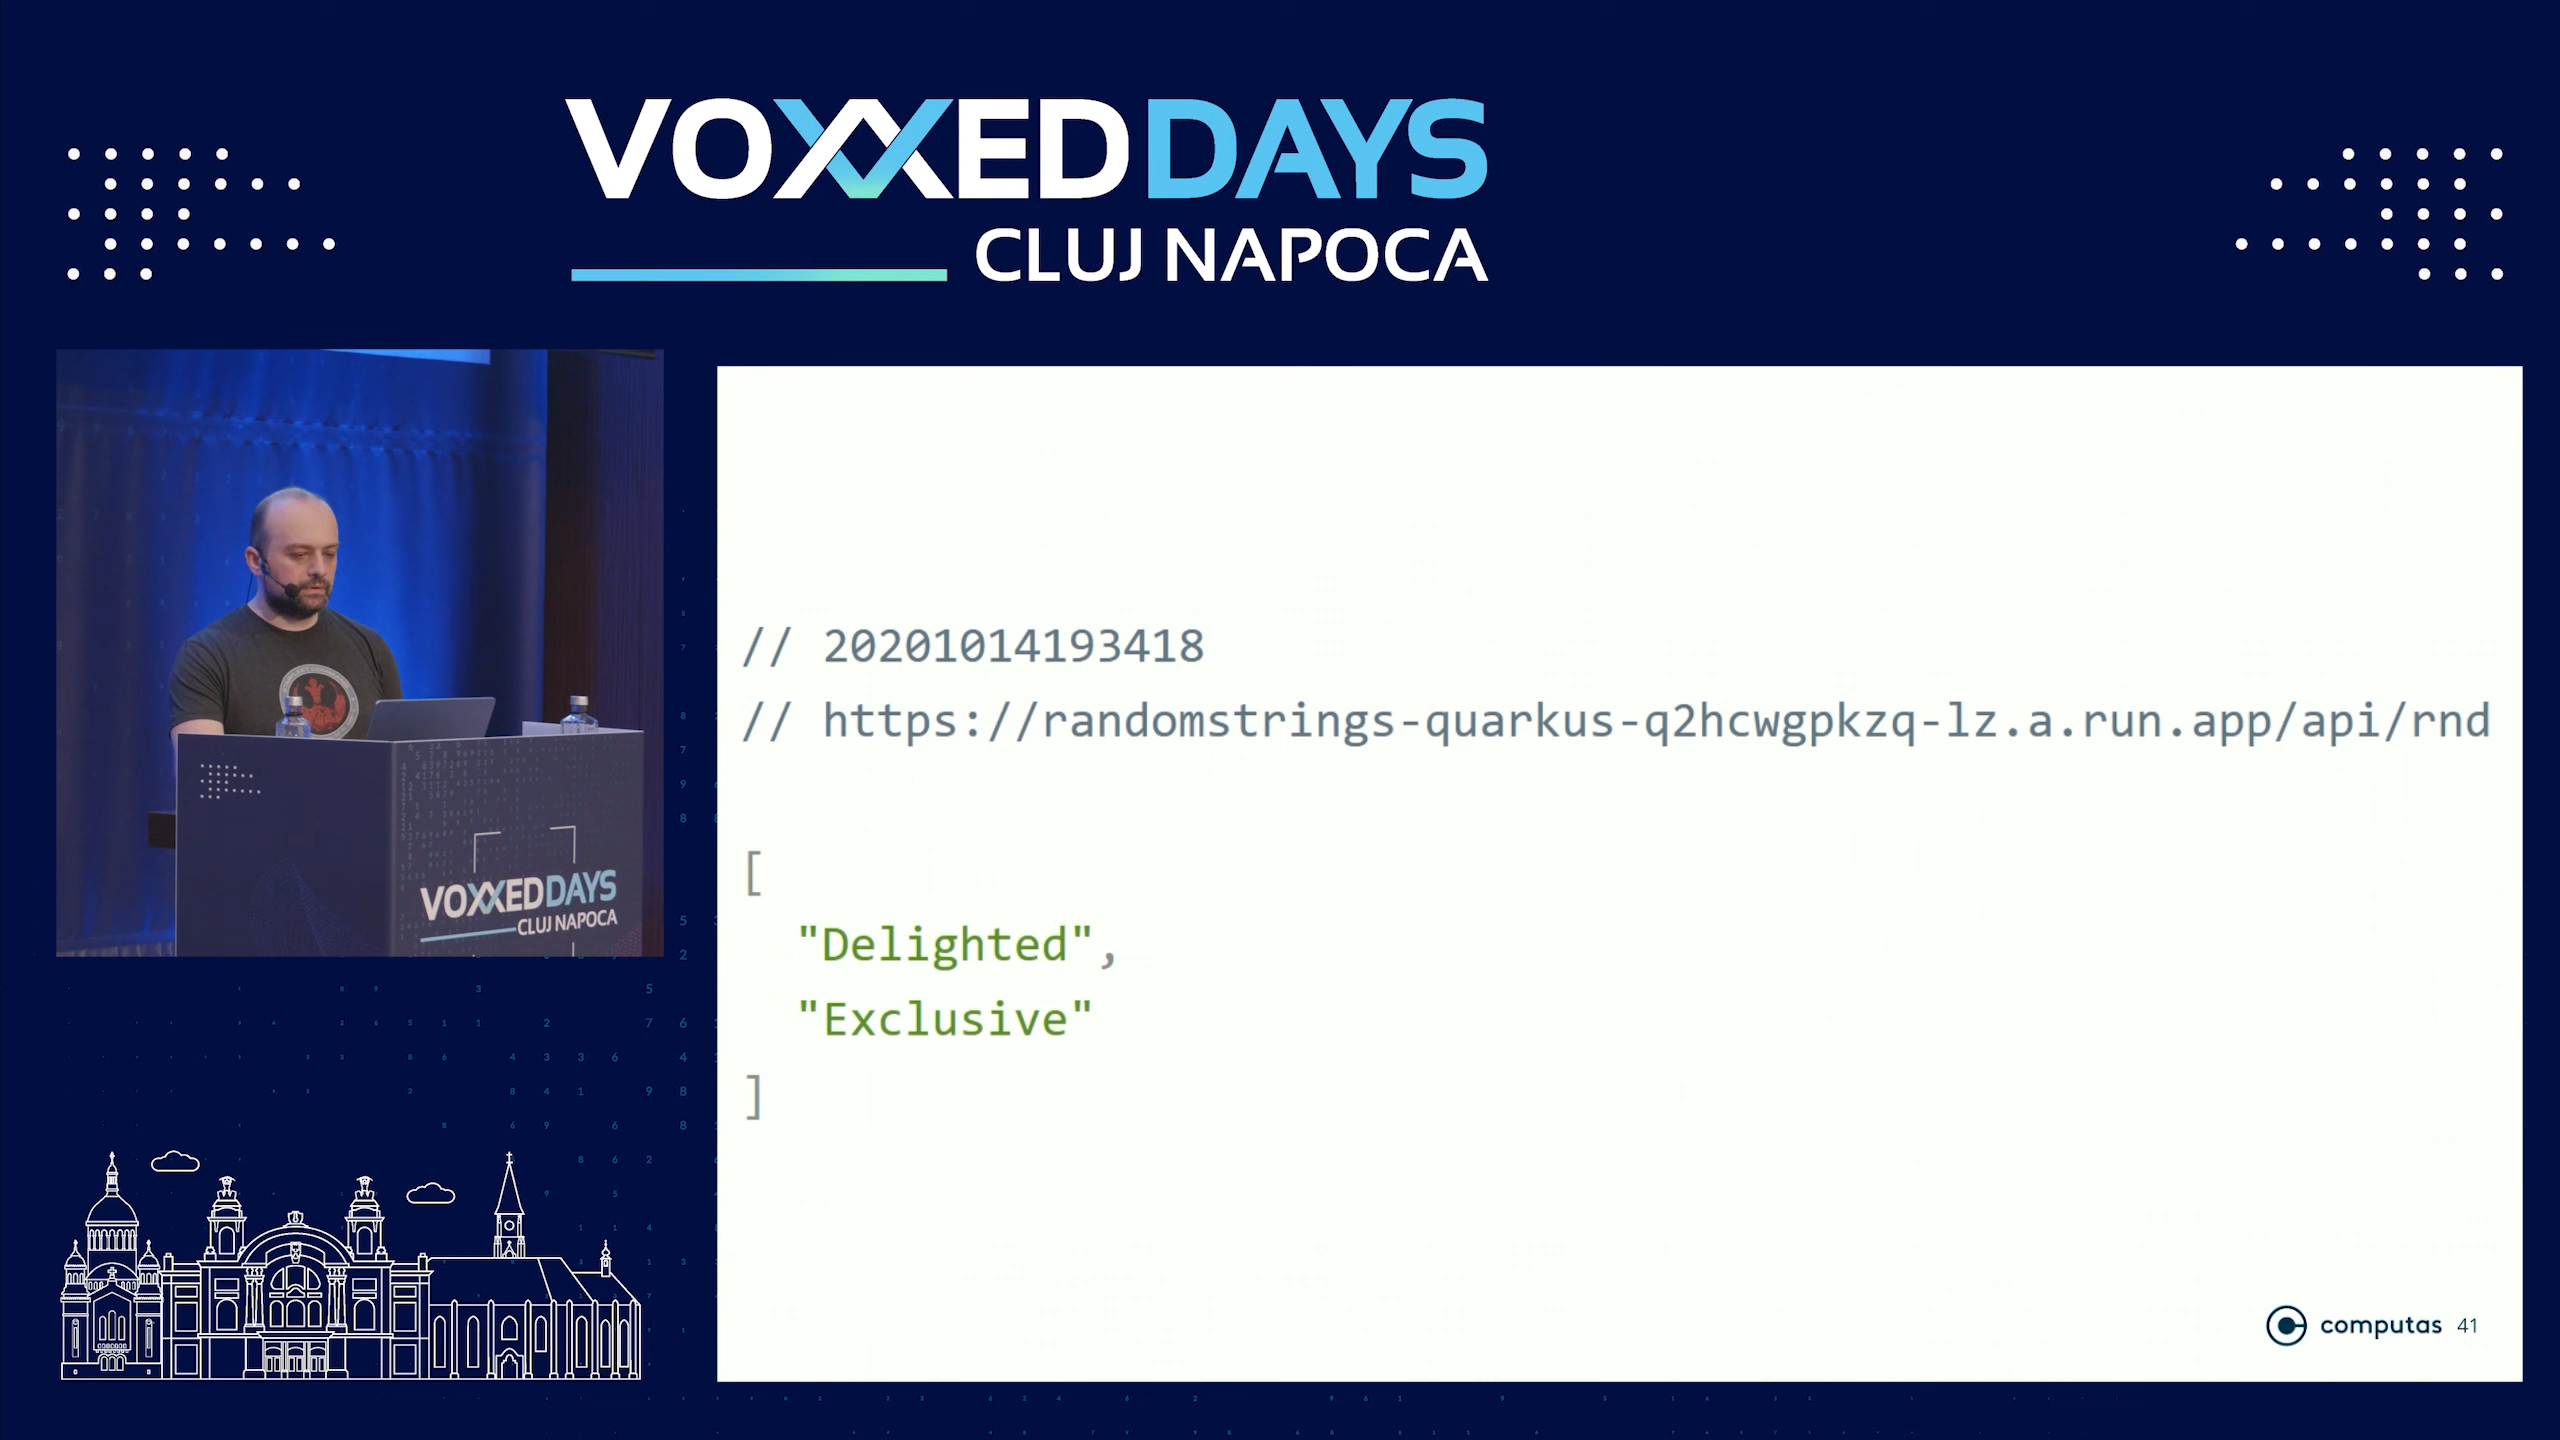 VOXXED DAYS
CLUJ NAPOCA
// 20201014193418
// https://randomstrings-quarkus-q2hcwgpkzq-lz.a.run.app/api/rnd
[
"Delighted",
"Exclusive"
]
VOXXED DAYS
CLUJ NAPOCA
computas 41